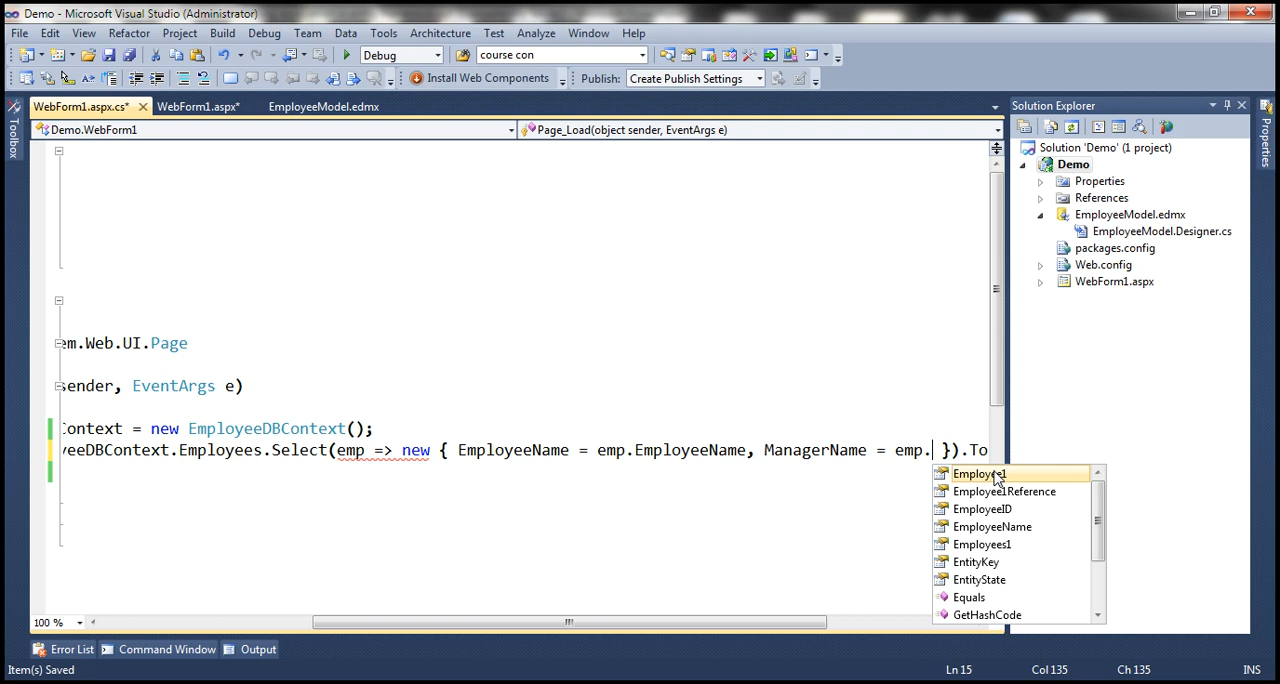 Demo - Microsoft Visual Studio (Administrator)
File Edit View Refactor Project Build Debug Team Data Tools Architecture Test Analyze Window Help
Debug course con
Install Web Components Publish: Create Publish Settings
Toolbox
WebForm1.aspx.cs* WebForm1.aspx* EmployeeModel.edmx
Demo.WebForm1 Page_Load(object sender, EventArgs e)
em.Web.UI.Page
sender, EventArgs e)
Context = new EmployeeDBContext();
yeeDBContext.Employees.Select(emp => new { EmployeeName = emp.EmployeeName, ManagerName = emp. }).To
Employee1
Employee1Reference
EmployeeID
EmployeeName
Employees1
EntityKey
EntityState
Equals
GetHashCode
100 %
Solution Explorer
Solution 'Demo' (1 project)
Demo
Properties
References
EmployeeModel.edmx
EmployeeModel.Designer.cs
packages.config
Web.config
WebForm1.aspx
Properties
Error List Command Window Output
Item(s) Saved Ln 15 Col 135 Ch 135 INS